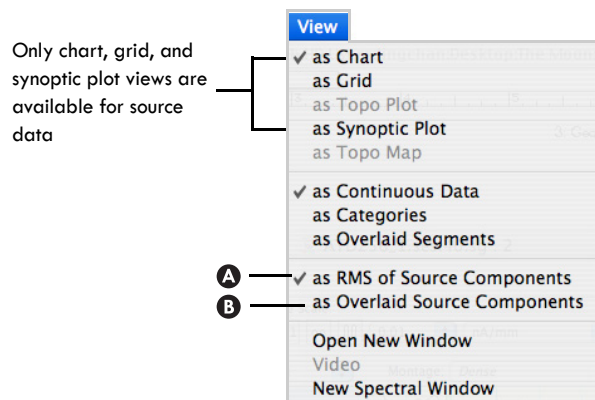 View
Only chart, grid, and
synoptic plot views are
available for source
data
✓ as Chart
as Grid
as Topo Plot
as Synoptic Plot
as Topo Map
✓ as Continuous Data
as Categories
as Overlaid Segments
A
✓ as RMS of Source Components
B
as Overlaid Source Components
Open New Window
Video
New Spectral Window